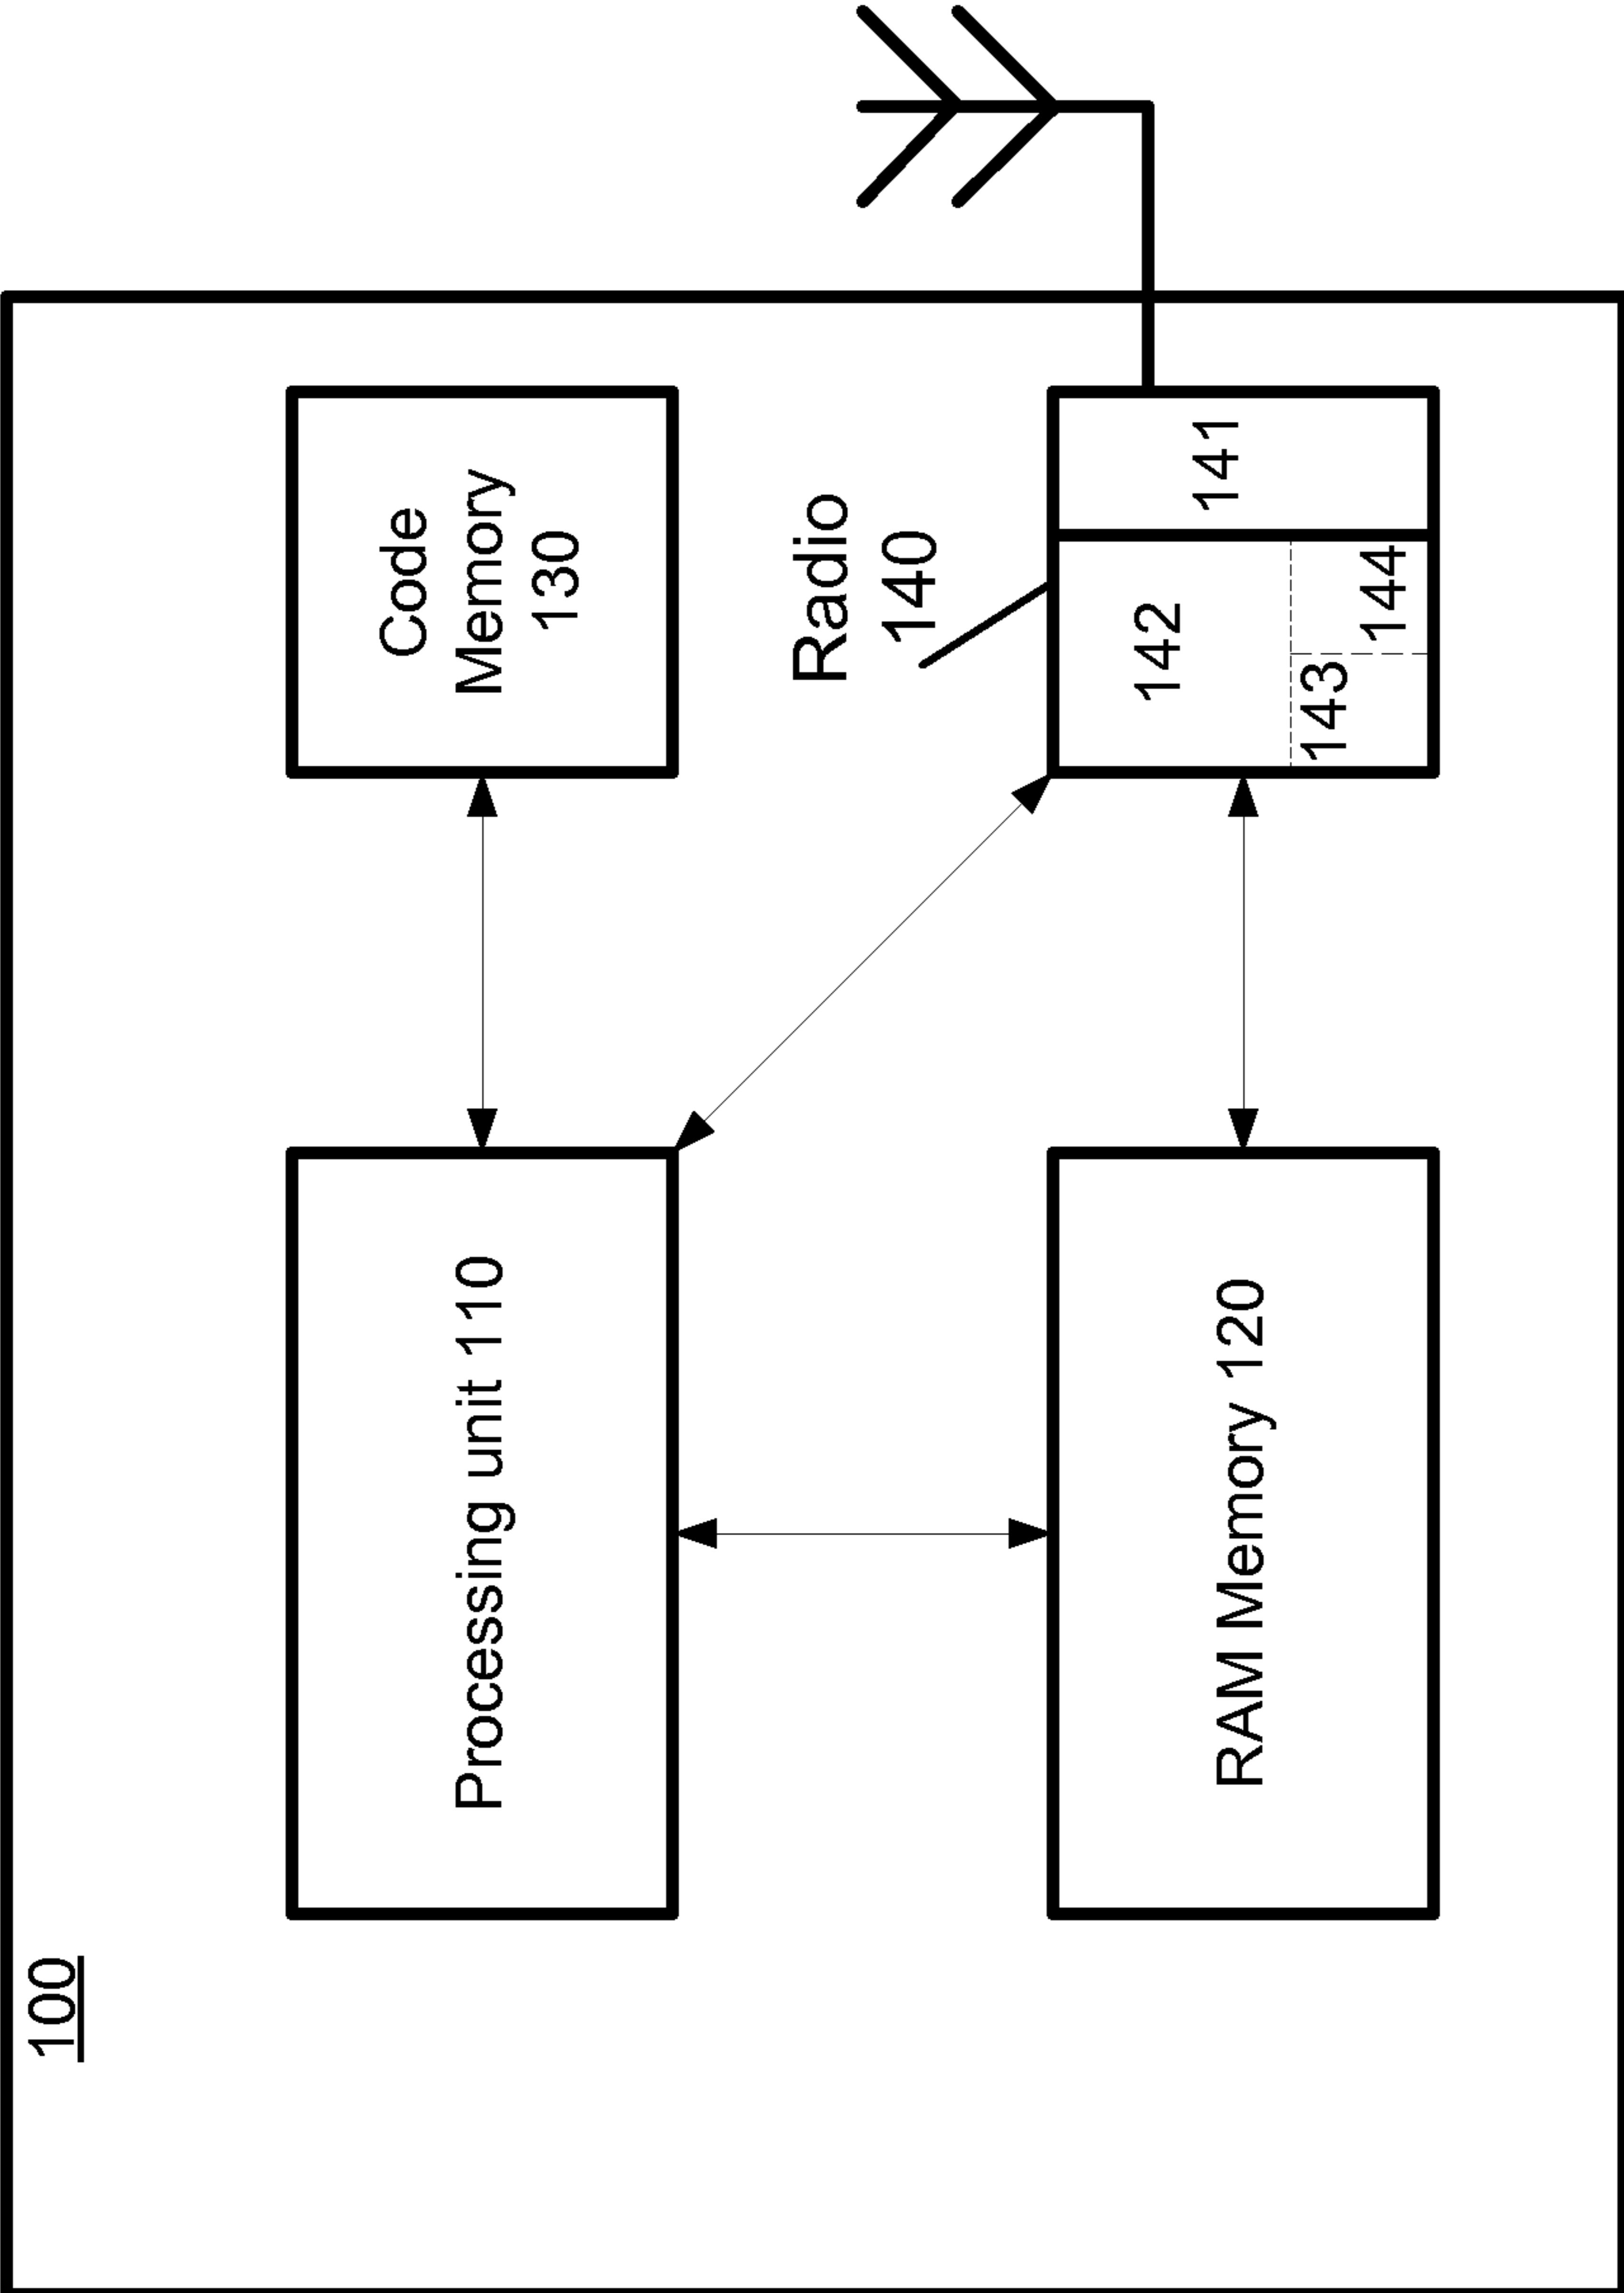 100
Processing unit 110
Code
Memory
130
Radio
140
RAM Memory 120
142
141
143
144